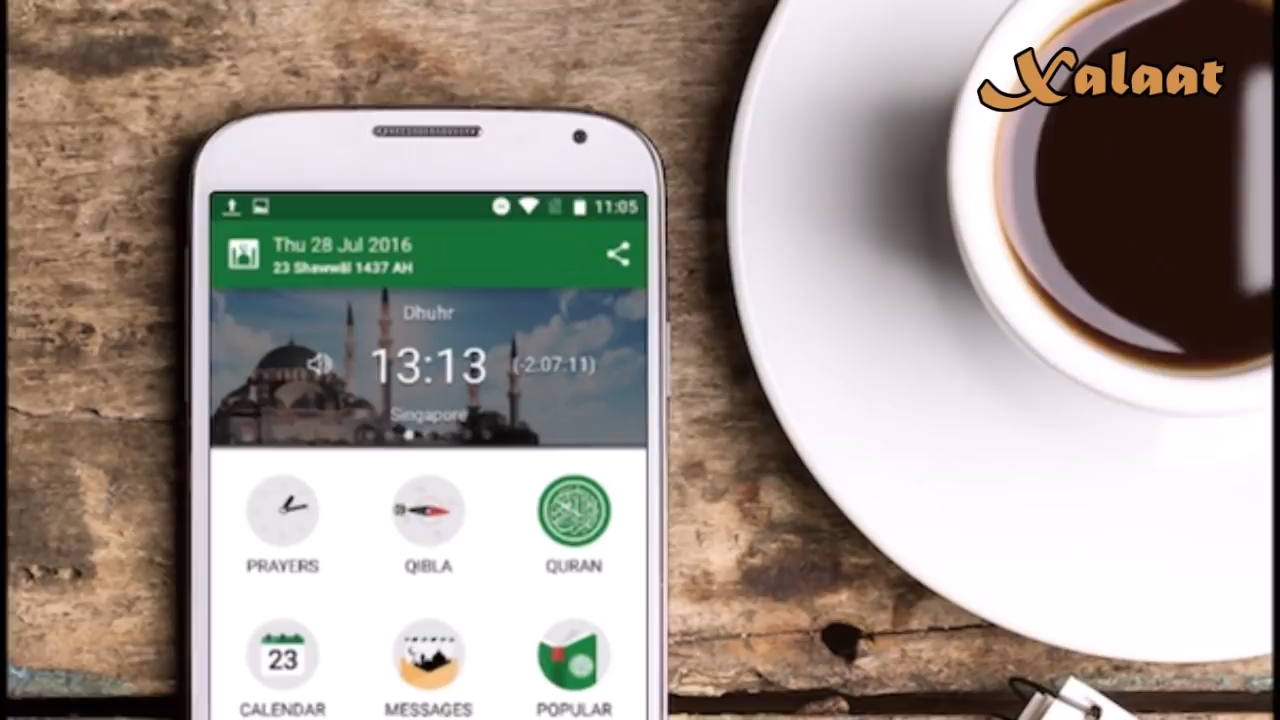 Xalaat
11:05
Thu 28 Jul 2016
23 Shawwāl 1437 AH
Dhuhr
13:13 (-2:07:11)
Singapore
PRAYERS QIBLA QURAN
23
CALENDAR MESSAGES POPULAR